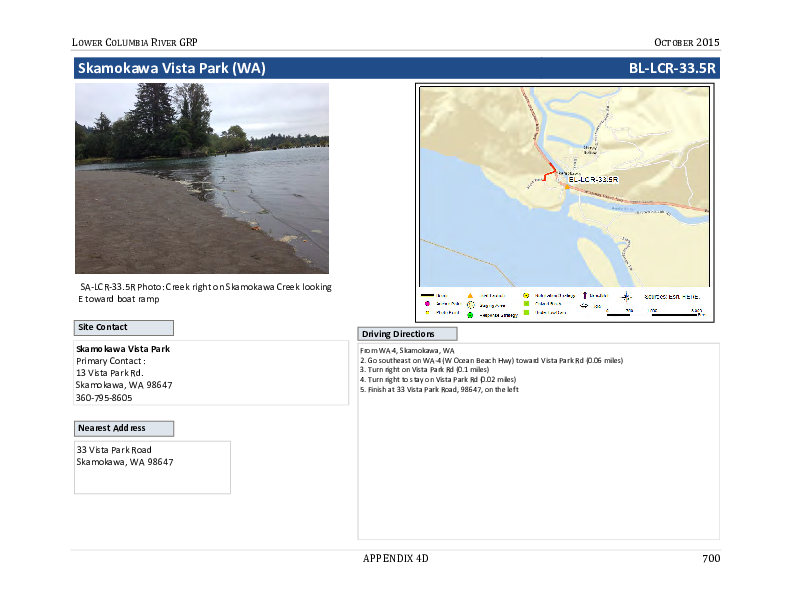 LOWER COLUMBIA RIVER GRP
OCTOBER 2015
Skamokawa Vista Park (WA)
BL-LCR-33.5R
BL-LCR-33.5R
Sources: Esri, HERE,
SA-LCR-33.5R Photo: Creek right on Skamokawa Creek looking
E toward boat ramp
Site Contact
Skamokawa Vista Park
Primary Contact :
13 Vista Park Rd.
Skamokawa, WA 98647
360-795-8605
Nearest Address
33 Vista Park Road
Skamokawa, WA 98647
Driving Directions
From WA 4, Skamokawa, WA
2. Go southeast on WA-4 (W Ocean Beach Hwy) toward Vista Park Rd (0.06 miles)
3. Turn right on Vista Park Rd (0.1 miles)
4. Turn right to stay on Vista Park Rd (0.02 miles)
5. Finish at 33 Vista Park Road, 98647, on the left
APPENDIX 4D
700